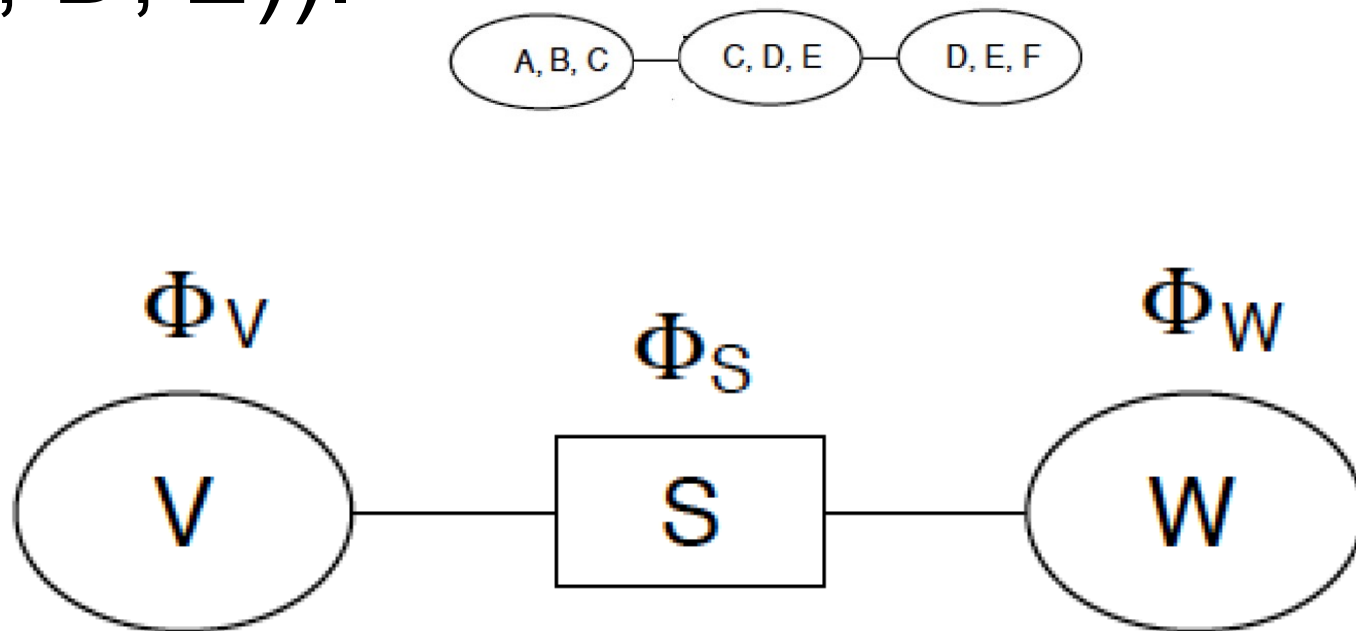 , D, E)).
A, B, C C, D, E D, E, F
ΦV ΦS ΦW
V S W